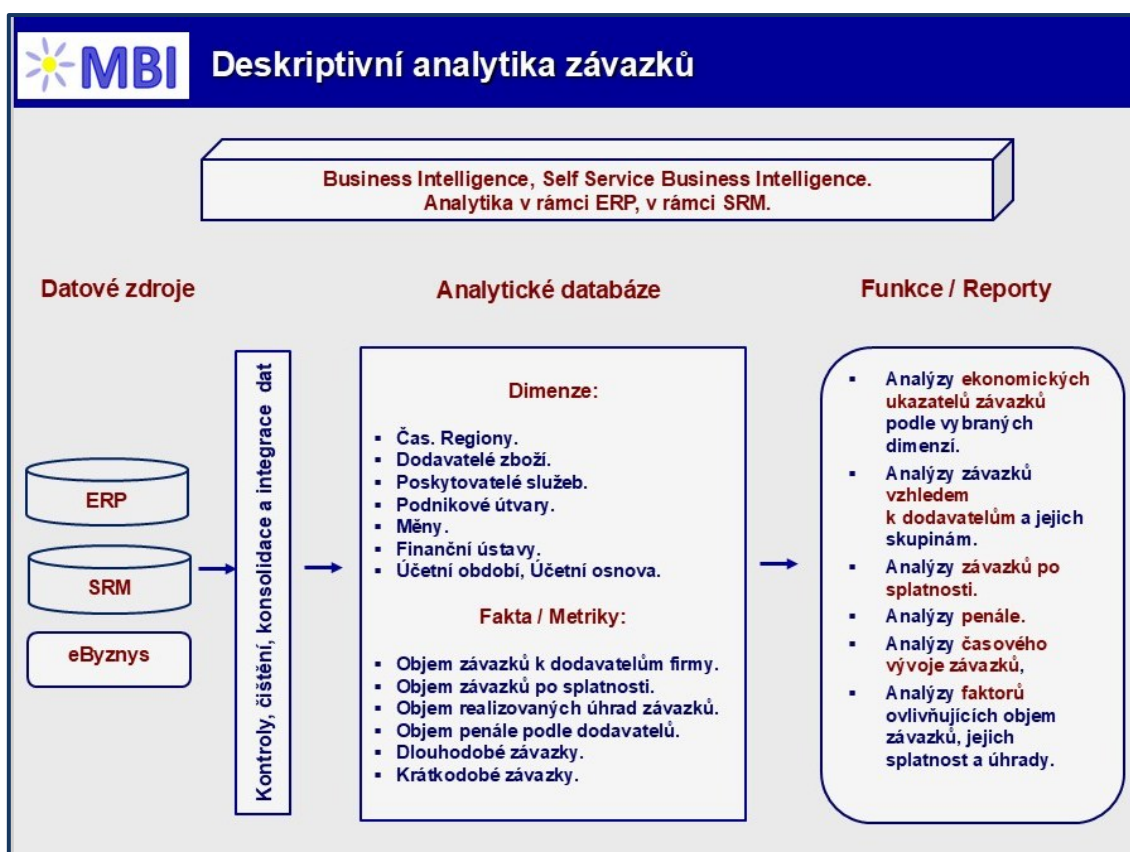 MBI
Deskriptivní analytika závazků
Business Intelligence, Self Service Business Intelligence.
Analytika v rámci ERP, v rámci SRM.
Datové zdroje
Analytické databáze
Funkce / Reporty
ERP
SRM
eByznys
Kontroly, čištění, konsolidace a integrace dat
Dimenze:
▪ Čas. Regiony.
▪ Dodavatelé zboží.
▪ Poskytovatelé služeb.
▪ Podnikové útvary.
▪ Měny.
▪ Finanční ústavy.
▪ Účetní období, Účetní osnova.
Fakta / Metriky:
▪ Objem závazků k dodavatelům firmy.
▪ Objem závazků po splatnosti.
▪ Objem realizovaných úhrad závazků.
▪ Objem penále podle dodavatelů.
▪ Dlouhodobé závazky.
▪ Krátkodobé závazky.
▪ Analýzy ekonomických
ukazatelů závazků
podle vybraných
dimenzí.
▪ Analýzy závazků
vzhledem
k dodavatelům a jejich
skupinám.
▪ Analýzy závazků po
splatnosti.
▪ Analýzy penále.
▪ Analýzy časového
vývoje závazků,
▪ Analýzy faktorů
ovlivňujících objem
závazků, jejich
splatnost a úhrady.